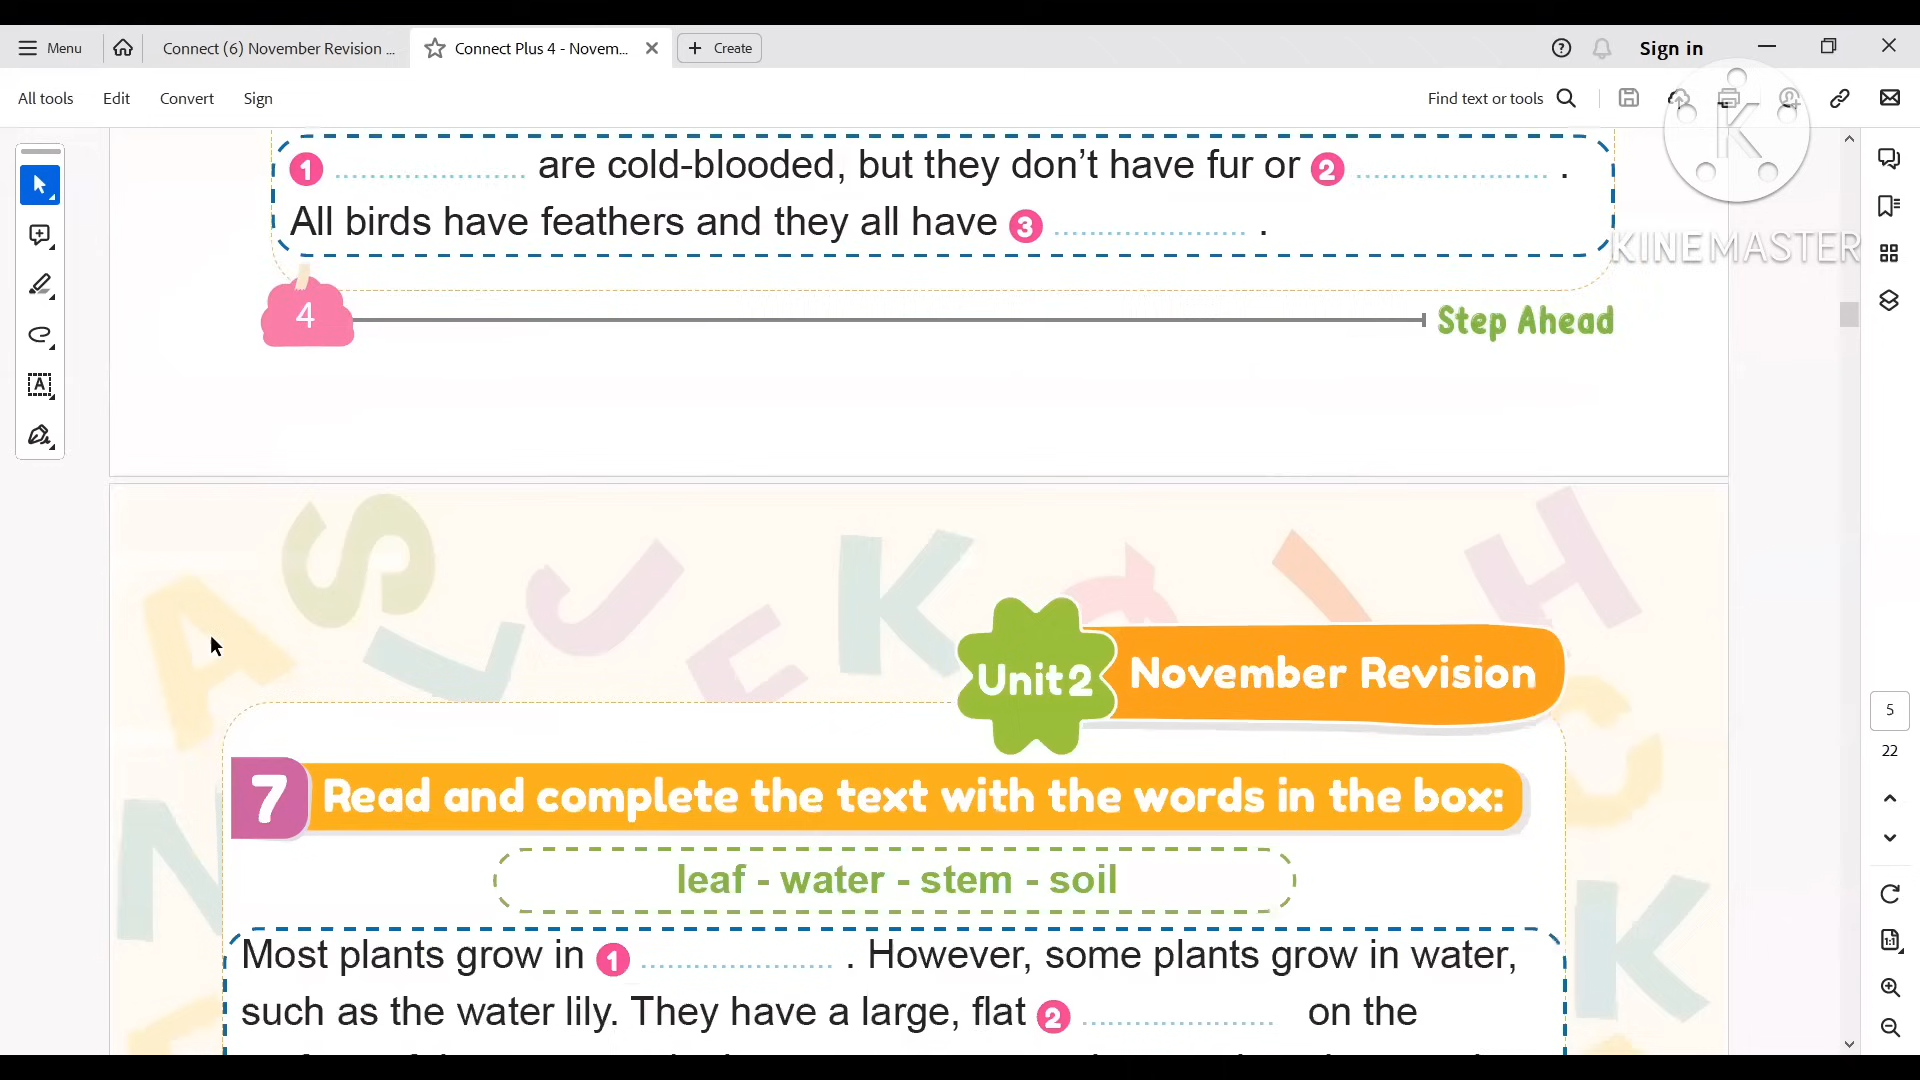 Menu
Connect (6) November Revision ...
Connect Plus 4 - Novem...
Create
Sign in
All tools
Edit
Convert
Sign
Find text or tools
K
KINEMASTER
1 ........................ are cold-blooded, but they don’t have fur or 2 ........................ .
All birds have feathers and they all have 3 ........................ .
4
Step Ahead
Unit 2
November Revision
7 Read and complete the text with the words in the box:
leaf - water - stem - soil
Most plants grow in 1 ........................ . However, some plants grow in water,
such as the water lily. They have a large, flat 2 ........................ on the
5
22